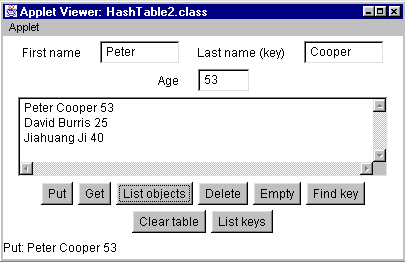 Applet Viewer: HashTable2.class
Applet
First name Peter Last name (key) Cooper
Age 53
Peter Cooper 53
David Burris 25
Jiahuang Ji 40
Put Get List objects Delete Empty Find key
Clear table List keys
Put: Peter Cooper 53